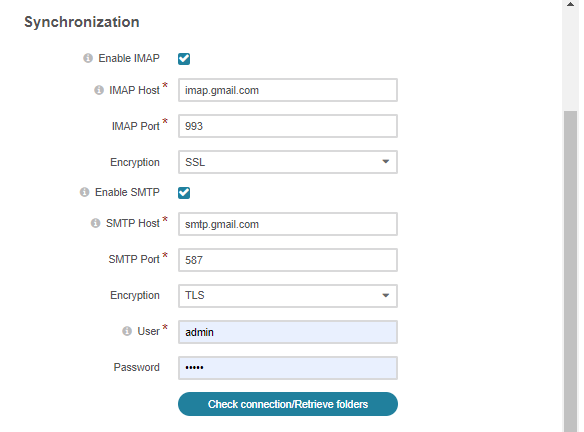 Synchronization
Enable IMAP
IMAP Host * imap.gmail.com
IMAP Port * 993
Encryption SSL
Enable SMTP
SMTP Host * smtp.gmail.com
SMTP Port * 587
Encryption TLS
User * admin
Password •••••
Check connection/Retrieve folders